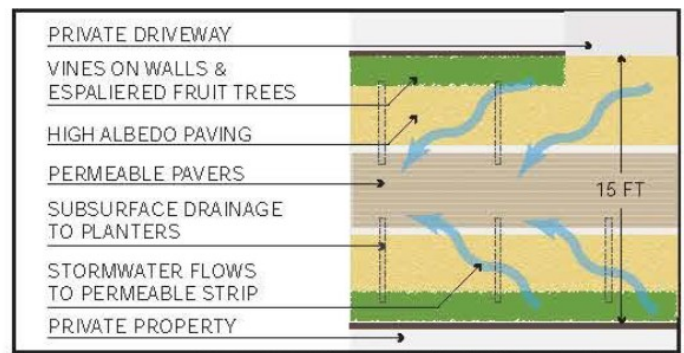 PRIVATE DRIVEWAY
VINES ON WALLS &
ESPALIERED FRUIT TREES
HIGH ALBEDO PAVING
PERMEABLE PAVERS
SUBSURFACE DRAINAGE
TO PLANTERS
STORMWATER FLOWS
TO PERMEABLE STRIP
PRIVATE PROPERTY
15 FT